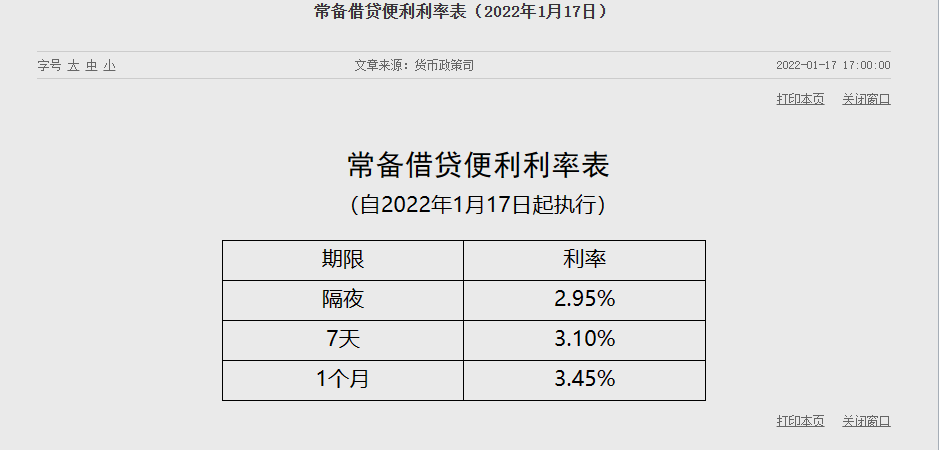 常备借贷便利利率表（2022年1月17日）
字号 大 中 小 文章来源：货币政策司 2022-01-17 17:00:00
打印本页 关闭窗口
常备借贷便利利率表
（自2022年1月17日起执行）
期限 利率
隔夜 2.95%
7天 3.10%
1个月 3.45%
打印本页 关闭窗口